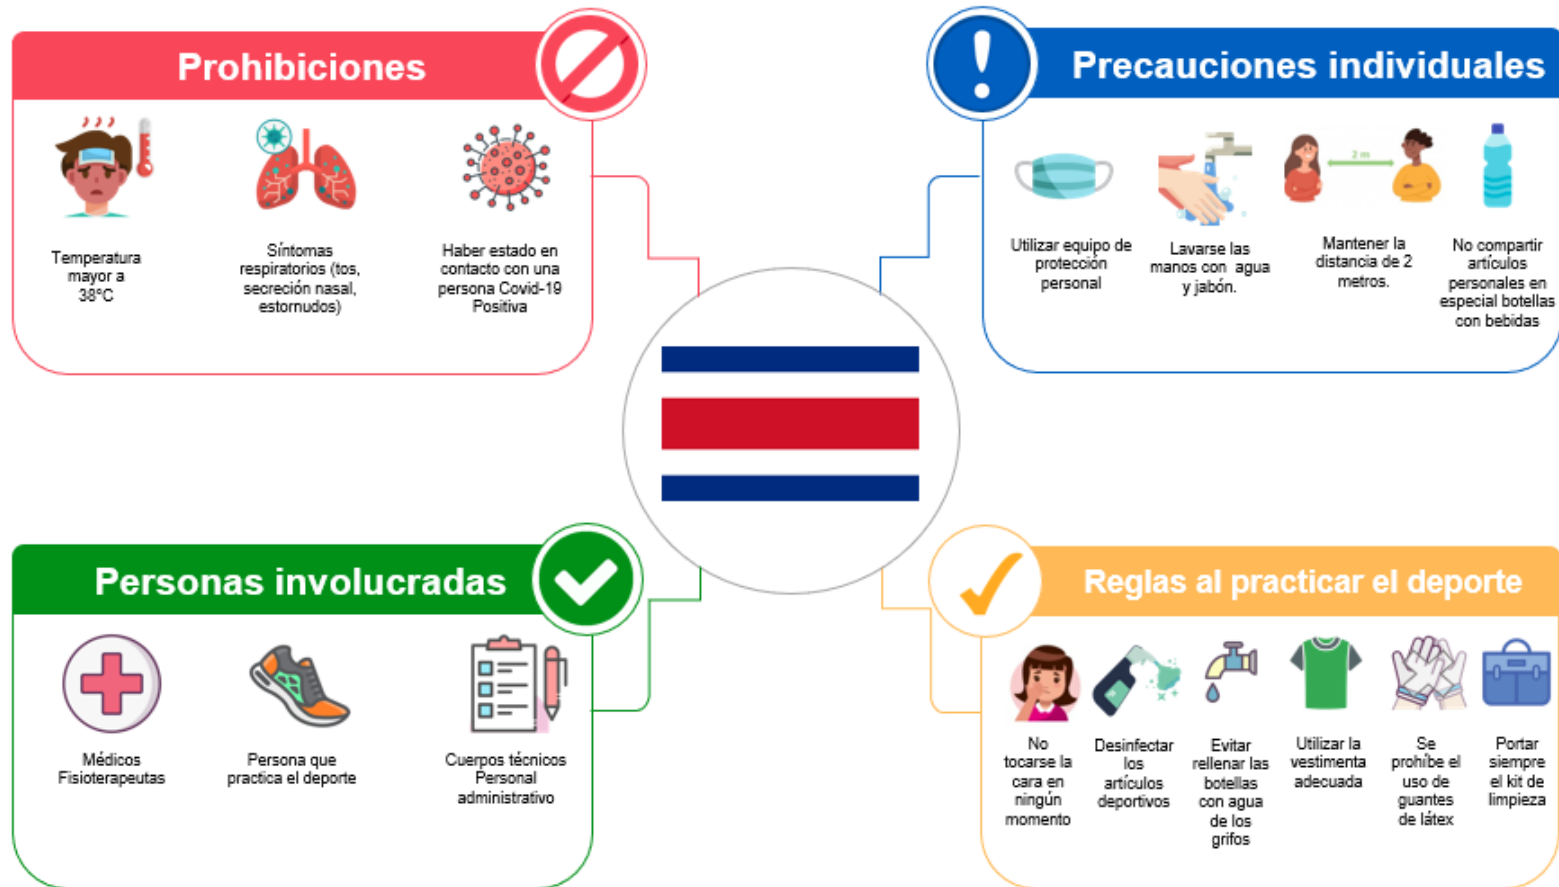 Prohibiciones
Temperatura
mayor a
38°C
Síntomas
respiratorios (tos,
secreción nasal,
estornudos)
Haber estado en
contacto con una
persona Covid-19
Positiva
Precauciones individuales
2 m
Utilizar equipo de
protección
personal
Lavarse las
manos con agua
y jabón.
Mantener la
distancia de 2
metros.
No compartir
artículos
personales en
especial botellas
con bebidas
Personas involucradas
Médicos
Fisioterapeutas
Persona que
practica el deporte
Cuerpos técnicos
Personal
administrativo
Reglas al practicar el deporte
No
tocarse la
cara en
ningún
momento
Desinfectar
los
artículos
deportivos
Evitar
rellenar las
botellas
con agua
de los
grifos
Utilizar la
vestimenta
adecuada
Se
prohíbe el
uso de
guantes
de látex
Portar
siempre
el kit de
limpieza